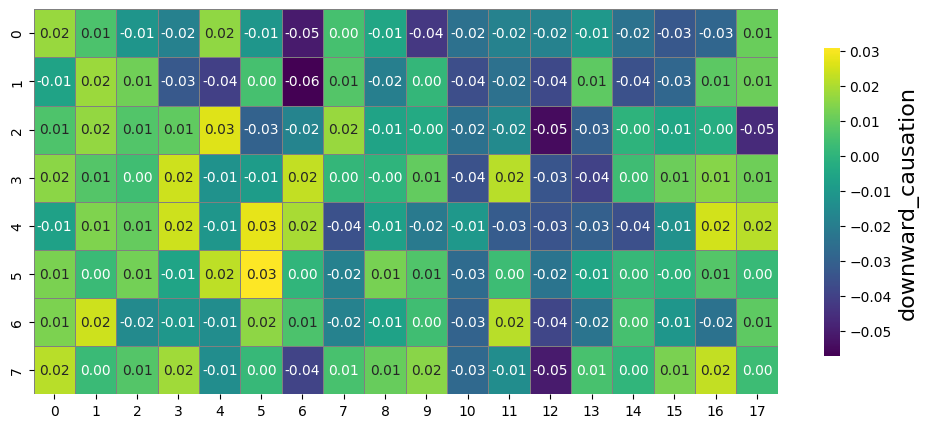 0 0.02 0.01 -0.01 -0.02 0.02 -0.01 -0.05 0.00 -0.01 -0.04 -0.02 -0.02 -0.02 -0.01 -0.02 -0.03 -0.03 0.01
1 -0.01 0.02 0.01 -0.03 -0.04 0.00 -0.06 0.01 -0.02 0.00 -0.04 -0.02 -0.04 0.01 -0.04 -0.03 0.01 0.01
2 0.01 0.02 0.01 0.01 0.03 -0.03 -0.02 0.02 -0.01 -0.00 -0.02 -0.02 -0.05 -0.03 -0.00 -0.01 -0.00 -0.05
3 0.02 0.01 0.00 0.02 -0.01 -0.01 0.02 0.00 -0.00 0.01 -0.04 0.02 -0.03 -0.04 0.00 0.01 0.01 0.01
4 -0.01 0.01 0.01 0.02 -0.01 0.03 0.02 -0.04 -0.01 -0.02 -0.01 -0.03 -0.03 -0.03 -0.04 -0.01 0.02 0.02
5 0.01 0.00 0.01 -0.01 0.02 0.03 0.00 -0.02 0.01 0.01 -0.03 0.00 -0.02 -0.01 0.00 -0.00 0.01 0.00
6 0.01 0.02 -0.02 -0.01 -0.01 0.02 0.01 -0.02 -0.01 0.00 -0.03 0.02 -0.04 -0.02 0.00 -0.01 -0.02 0.01
7 0.02 0.00 0.01 0.02 -0.01 0.00 -0.04 0.01 0.01 0.02 -0.03 -0.01 -0.05 0.01 0.00 0.01 0.02 0.00
0 1 2 3 4 5 6 7 8 9 10 11 12 13 14 15 16 17
0.03
0.02
0.01
0.00
−0.01
−0.02
−0.03
−0.04
−0.05
downward_causation